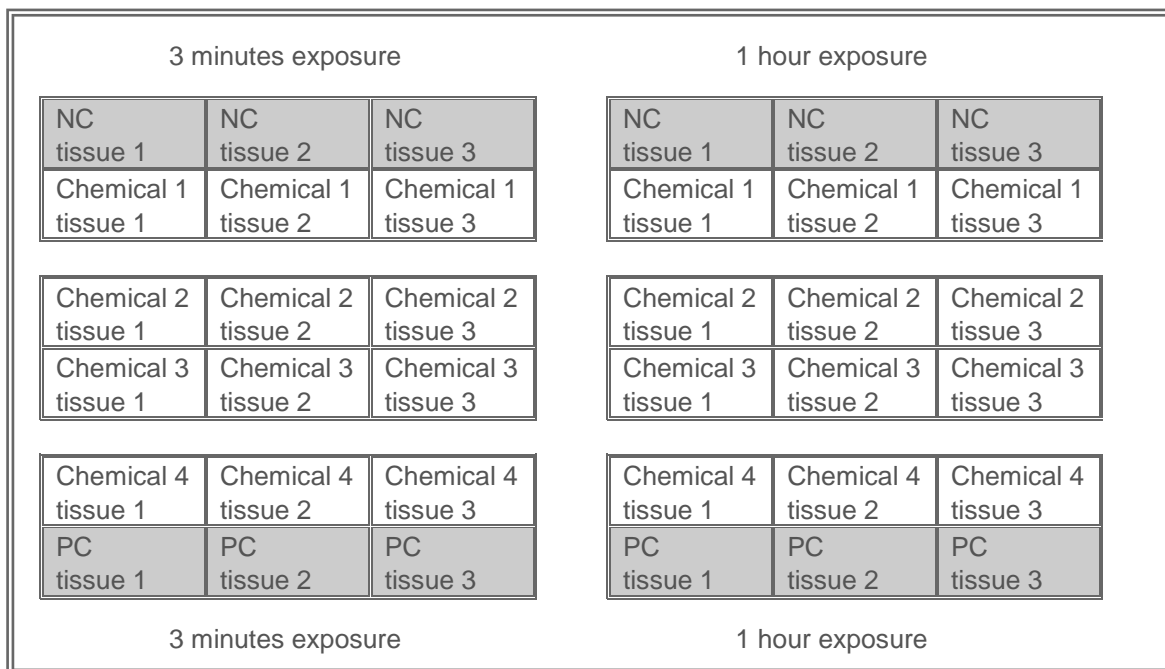 3 minutes exposure 1 hour exposure
NC NC NC NC NC NC
tissue 1 tissue 2 tissue 3 tissue 1 tissue 2 tissue 3
Chemical 1 Chemical 1 Chemical 1 Chemical 1 Chemical 1 Chemical 1
tissue 1 tissue 2 tissue 3 tissue 1 tissue 2 tissue 3
Chemical 2 Chemical 2 Chemical 2 Chemical 2 Chemical 2 Chemical 2
tissue 1 tissue 2 tissue 3 tissue 1 tissue 2 tissue 3
Chemical 3 Chemical 3 Chemical 3 Chemical 3 Chemical 3 Chemical 3
tissue 1 tissue 2 tissue 3 tissue 1 tissue 2 tissue 3
Chemical 4 Chemical 4 Chemical 4 Chemical 4 Chemical 4 Chemical 4
tissue 1 tissue 2 tissue 3 tissue 1 tissue 2 tissue 3
PC PC PC PC PC PC
tissue 1 tissue 2 tissue 3 tissue 1 tissue 2 tissue 3
3 minutes exposure 1 hour exposure